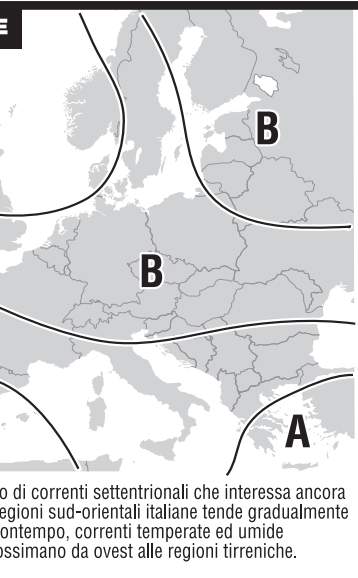 E
B
B
A
o di correnti settentrionali che interessa ancora
egioni sud-orientali italiane tende gradualmente
ontempo, correnti temperate ed umide
ossimano da ovest alle regioni tirreniche.